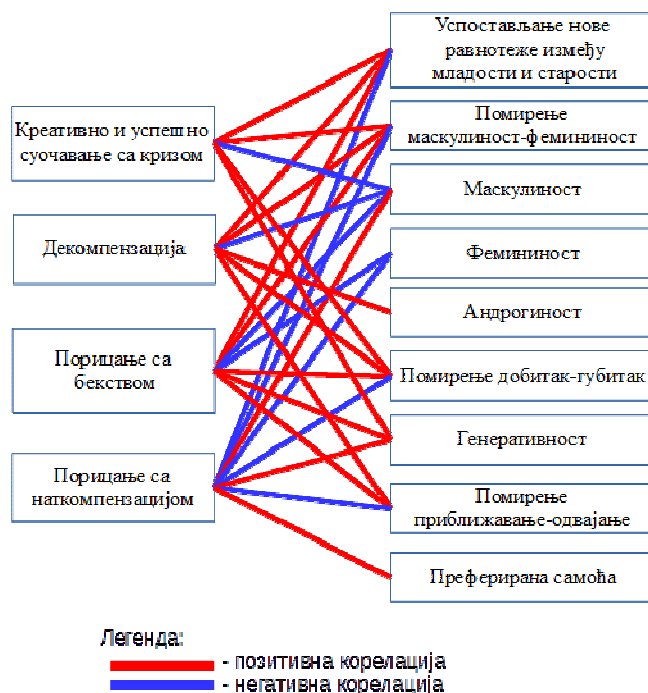 Креативно и успешно
суочавање са кризом
Декомпензација
Порицање са
бекством
Порицање са
наткомпензацијом
Успостављање нове
равнотеже између
младости и старости
Помирење
маскулиност-фемининост
Маскулиност
Фемининост
Андрогиност
Помирење добитак-губитак
Генеративност
Помирење
приближавање-одвајање
Преферирана самоћа
Легенда:
- позитивна корелација
- негативна корелација